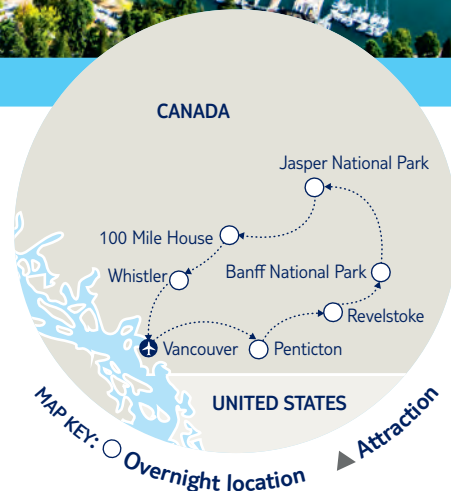 CANADA
Jasper National Park
100 Mile House
Whistler
Banff National Park
Revelstoke
Vancouver
Penticton
UNITED STATES
MAP KEY: Overnight location Attraction